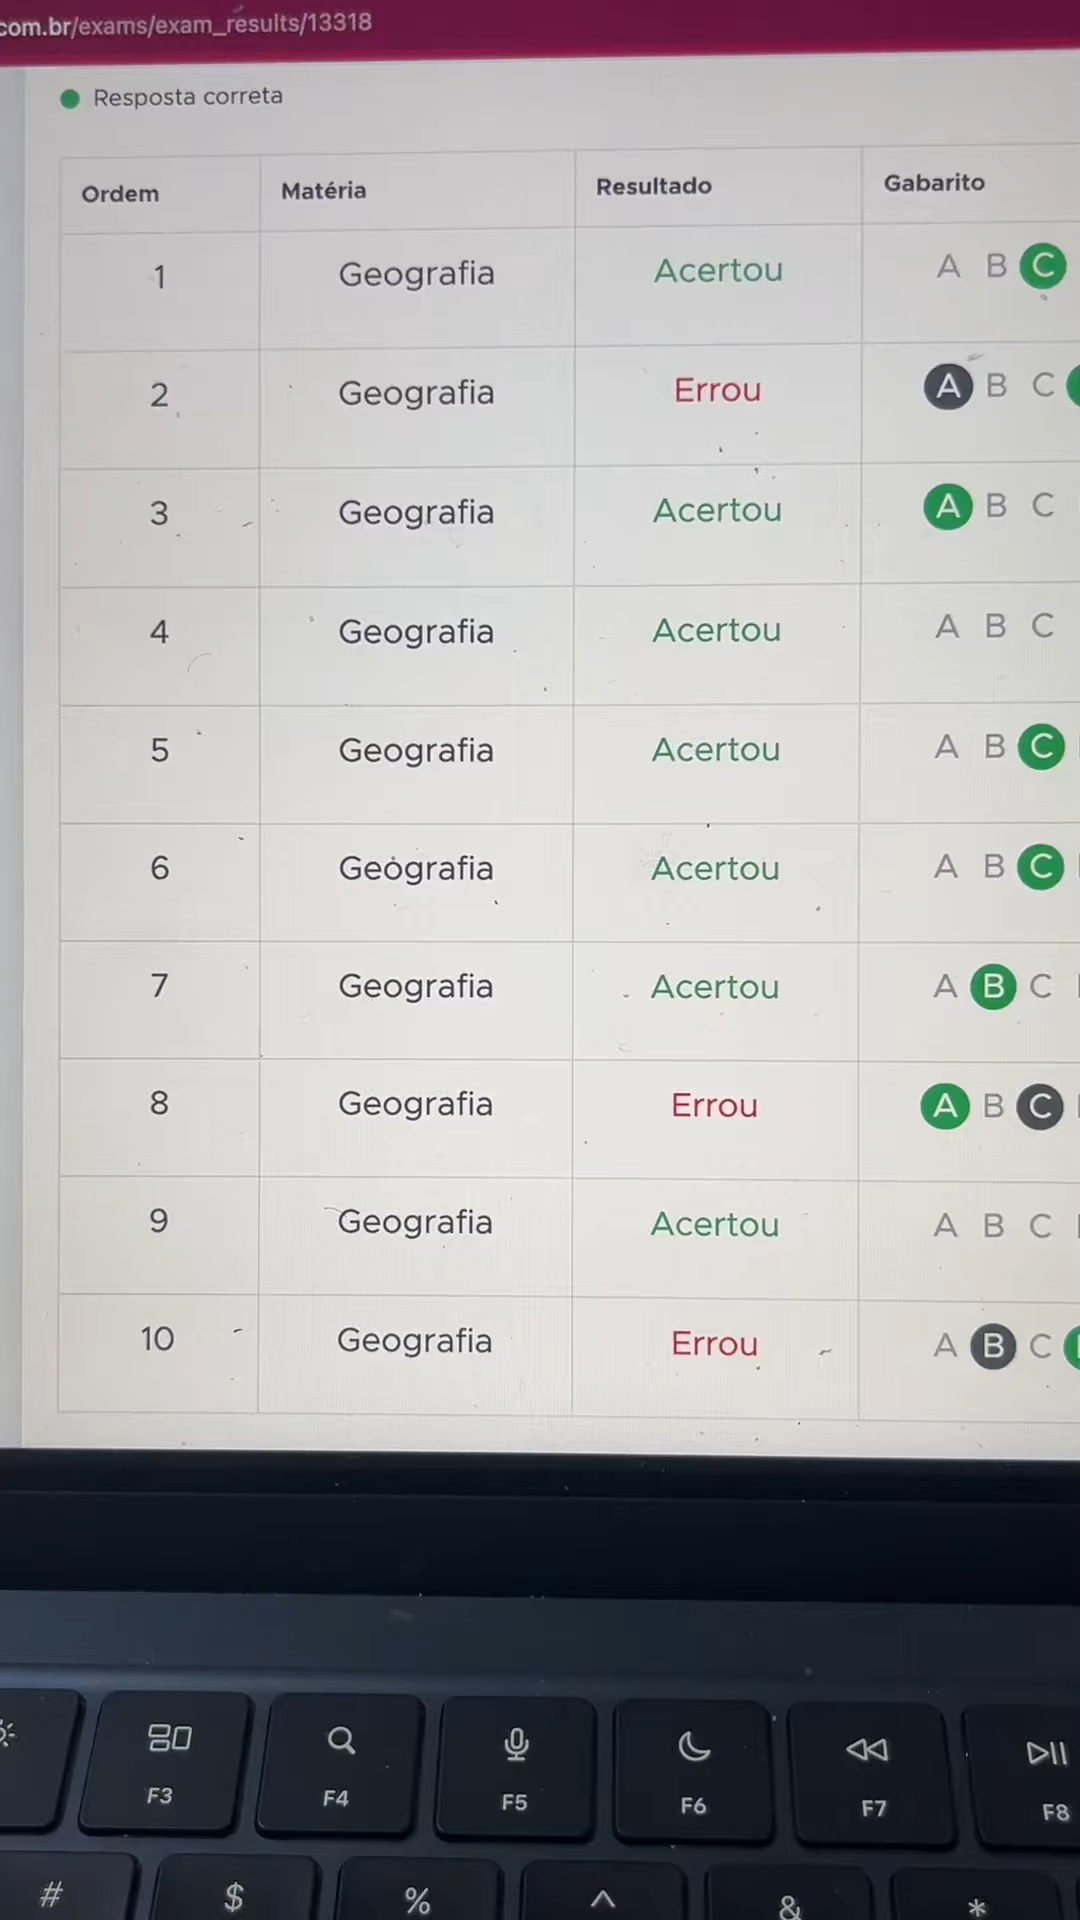 com.br/exams/exam_results/13318
Resposta correta
Ordem Matéria Resultado Gabarito
1 Geografia Acertou A B C
2 Geografia Errou A B C
3 Geografia Acertou A B C
4 Geografia Acertou A B C
5 Geografia Acertou A B C
6 Geografia Acertou A B C
7 Geografia Acertou A B C
8 Geografia Errou A B C
9 Geografia Acertou A B C
10 Geografia Errou A B C
F3 F4 F5 F6 F7 F8
# $ % ^ & *